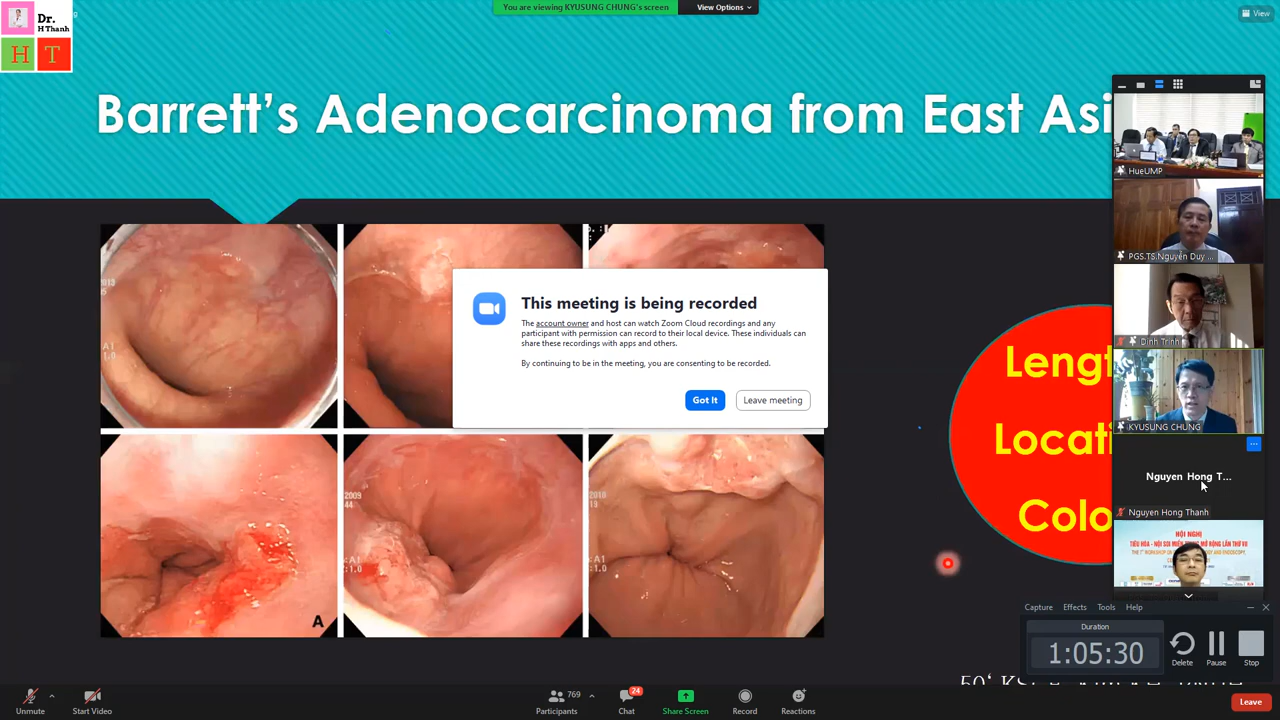 Dr.
H Thanh
H T
You are viewing KYUSUNG CHUNG's screen
View Options
View
Barrett's Adenocarcinoma from East Asi
HueUMP
PGS.TS.Nguyễn Duy ...
Dinh Trinh
KYUSUNG CHUNG
Nguyen Hong T...
Nguyen Hong Thanh
HỘI NGHỊ
This meeting is being recorded
The account owner and host can watch Zoom Cloud recordings and any
participant with permission can record to their local device. These individuals can
share these recordings with apps and others.
By continuing to be in the meeting, you are consenting to be recorded.
Got It
Leave meeting
Lengt
Locati
Colo
A
Capture Effects Tools Help
Duration
1:05:30
Delete
Pause
Stop
Unmute
Start Video
769
Participants
24
Chat
Share Screen
Record
Reactions
Leave